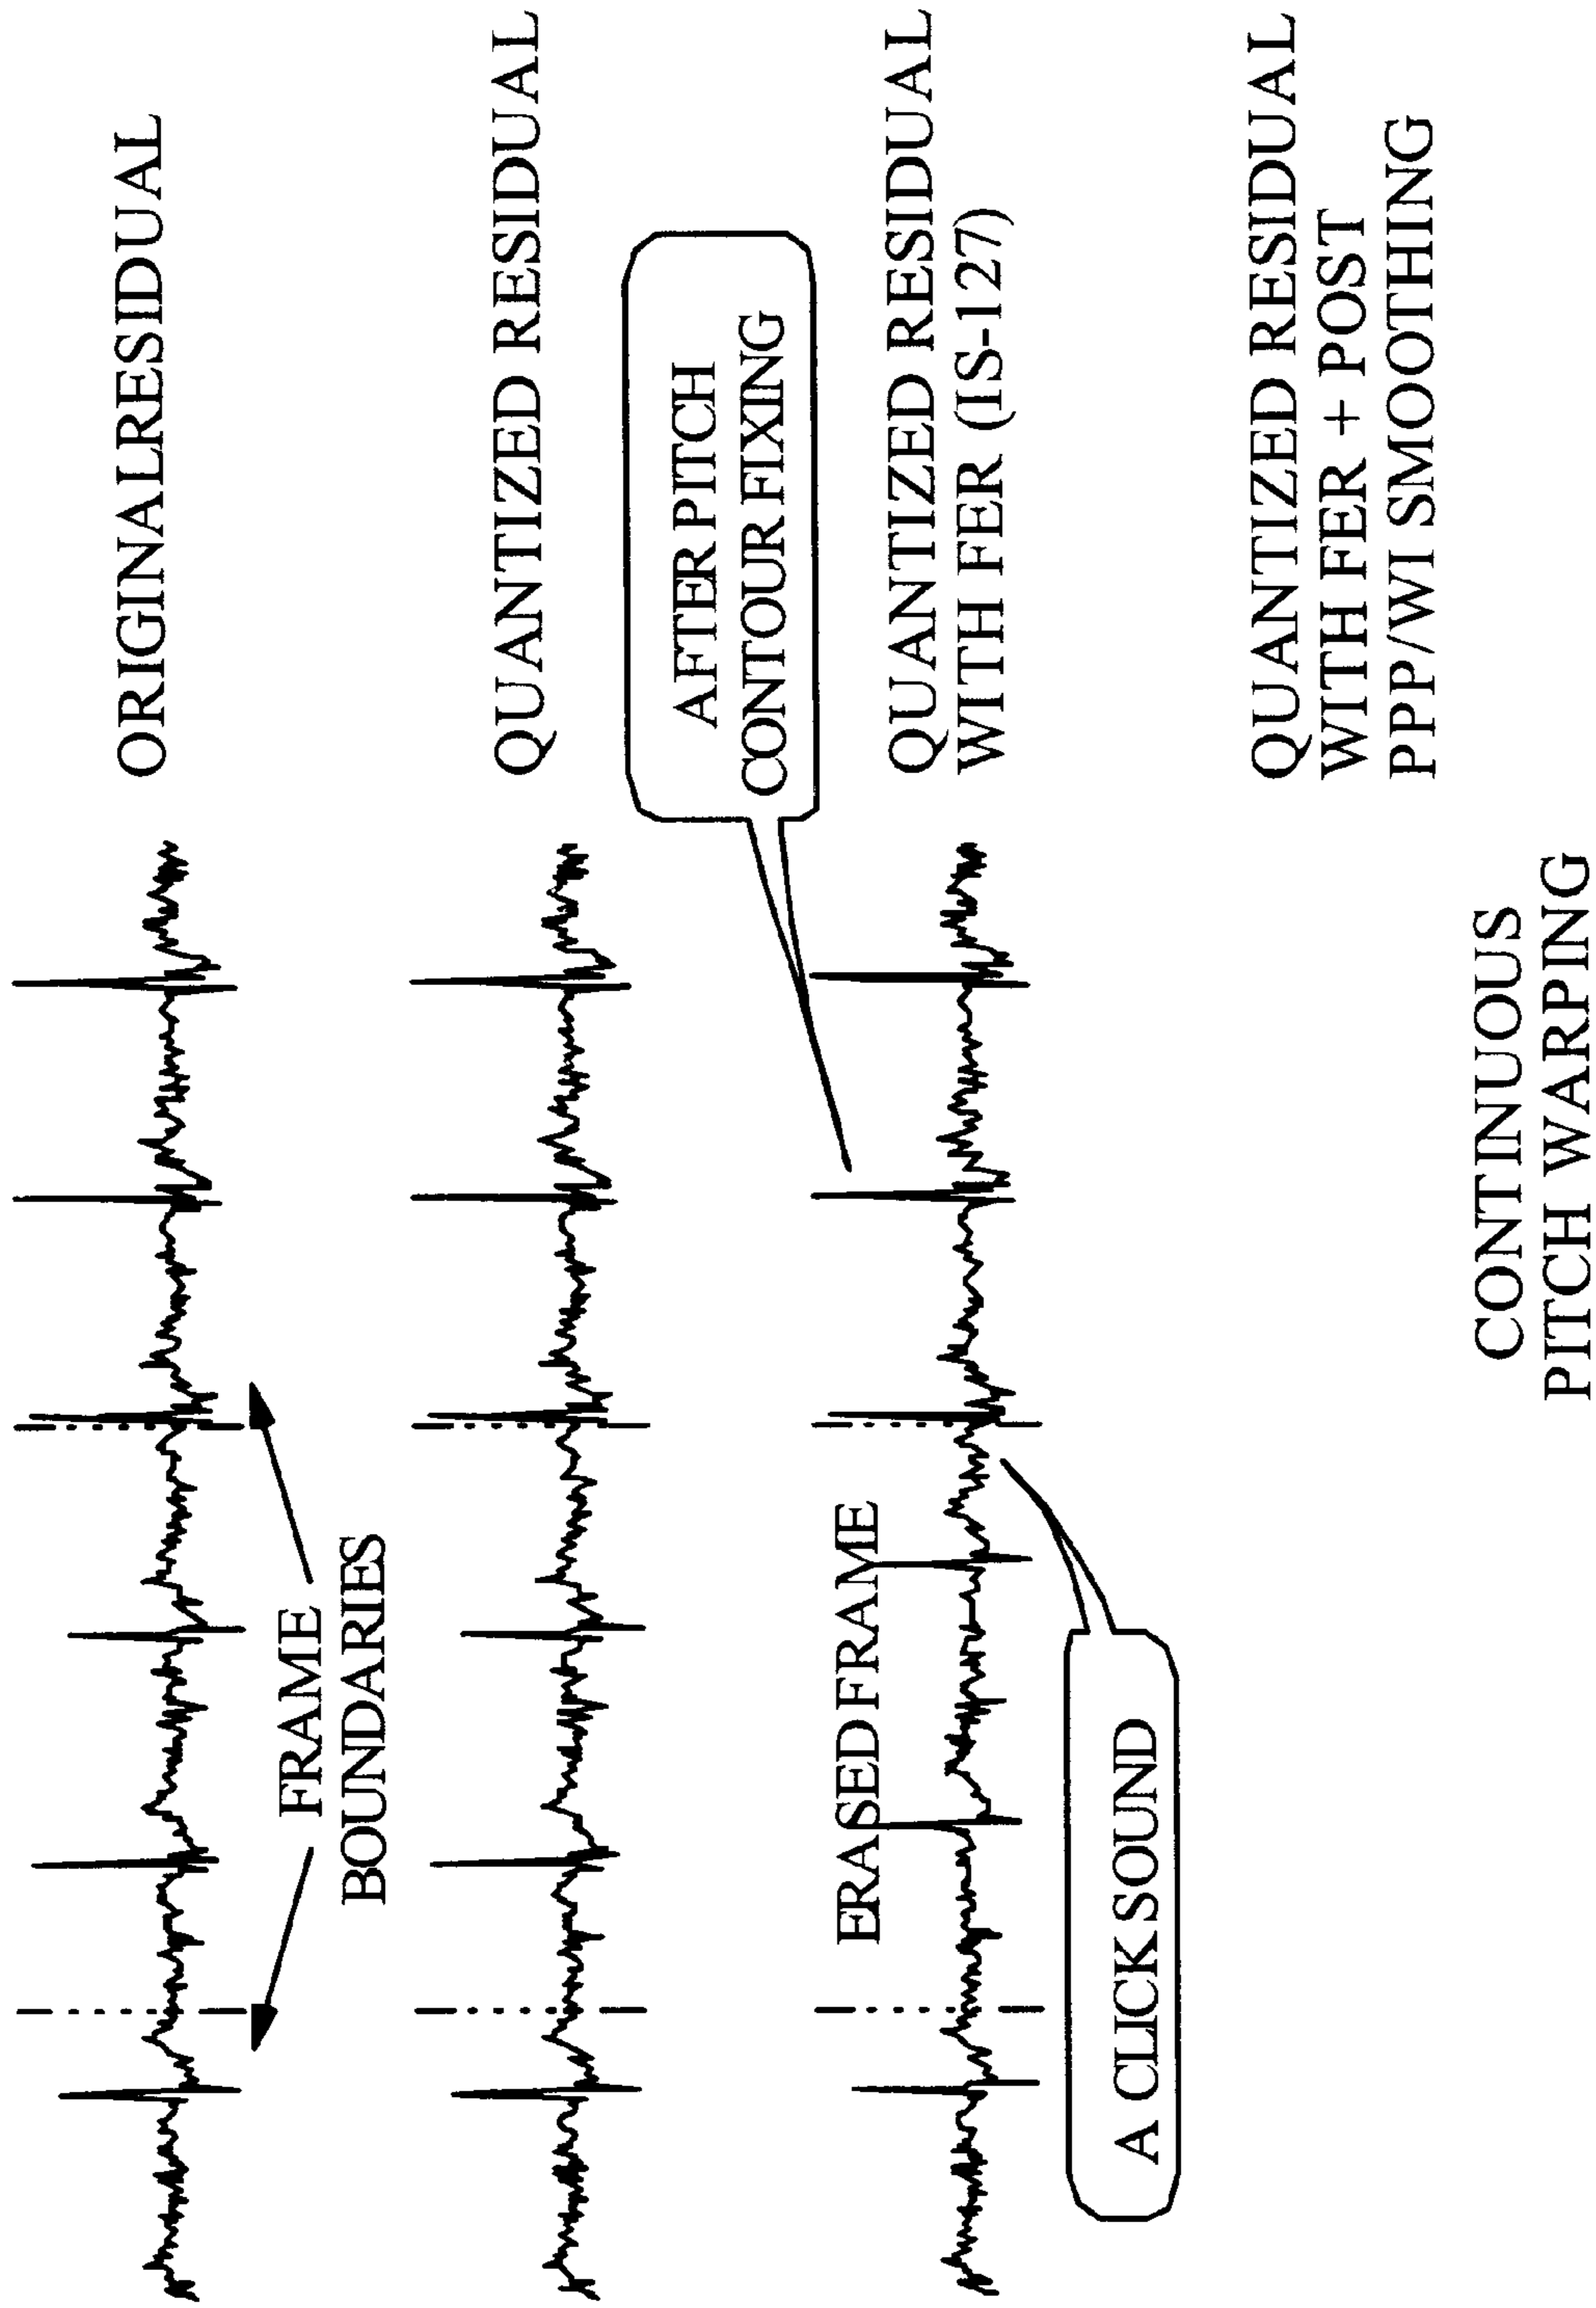 ORIGINALRESIDUAL
FRAME
BOUNDARIES
QUANTIZED RESIDUAL
AFTER PITCH
CONTOUR FIXING
ERASED FRAME
QUANTIZED RESIDUAL
WITH FER (IS-127)
A CLICK SOUND
QUANTIZED RESIDUAL
WITH FER + POST
PPP/WI SMOOTHING
CONTINUOUS
PITCH WARPING